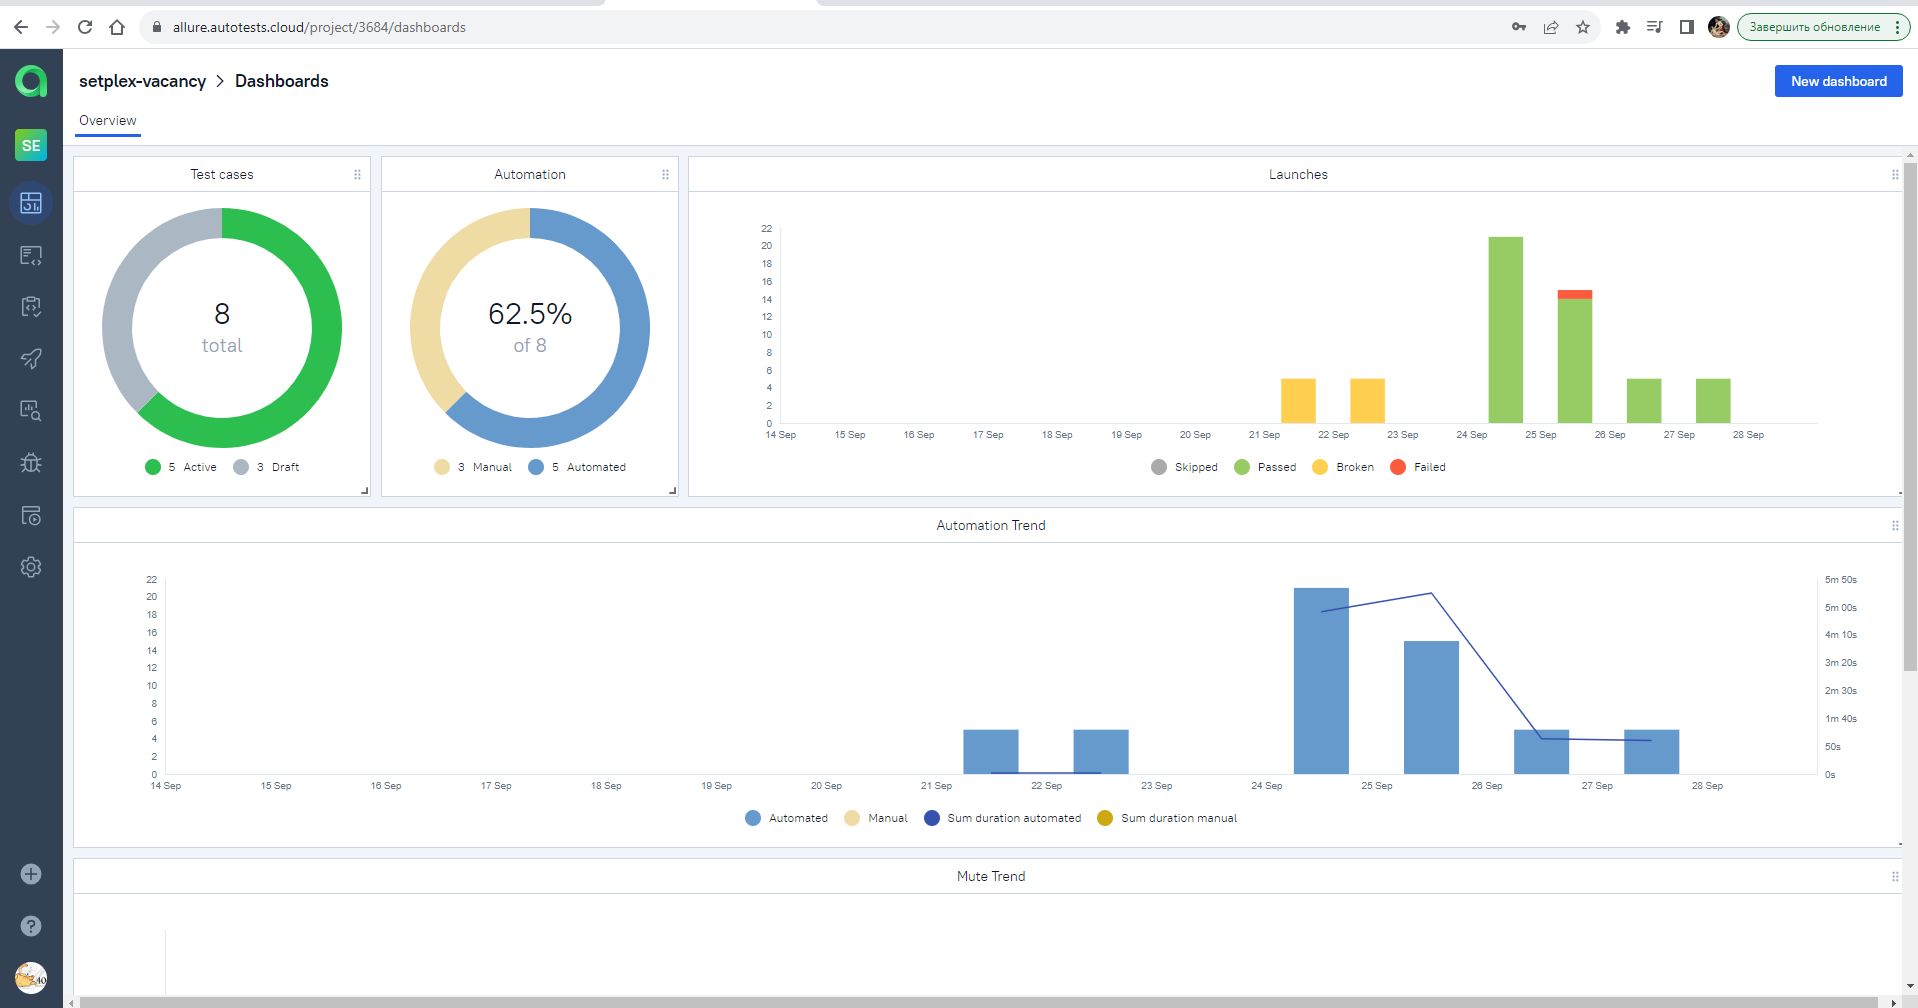 allure.autotests.cloud/project/3684/dashboards
Завершить обновление
setplex-vacancy > Dashboards
New dashboard
Overview
SE
Test cases
8
total
5 Active 3 Draft
Automation
62.5%
of 8
3 Manual 5 Automated
Launches
22
20
18
16
14
12
10
8
6
4
2
0
14 Sep 15 Sep 16 Sep 17 Sep 18 Sep 19 Sep 20 Sep 21 Sep 22 Sep 23 Sep 24 Sep 25 Sep 26 Sep 27 Sep 28 Sep
Skipped Passed Broken Failed
Automation Trend
22
20
18
16
14
12
10
8
6
4
2
0
5m 50s
5m 00s
4m 10s
3m 20s
2m 30s
1m 40s
50s
0s
14 Sep 15 Sep 16 Sep 17 Sep 18 Sep 19 Sep 20 Sep 21 Sep 22 Sep 23 Sep 24 Sep 25 Sep 26 Sep 27 Sep 28 Sep
Automated Manual Sum duration automated Sum duration manual
Mute Trend